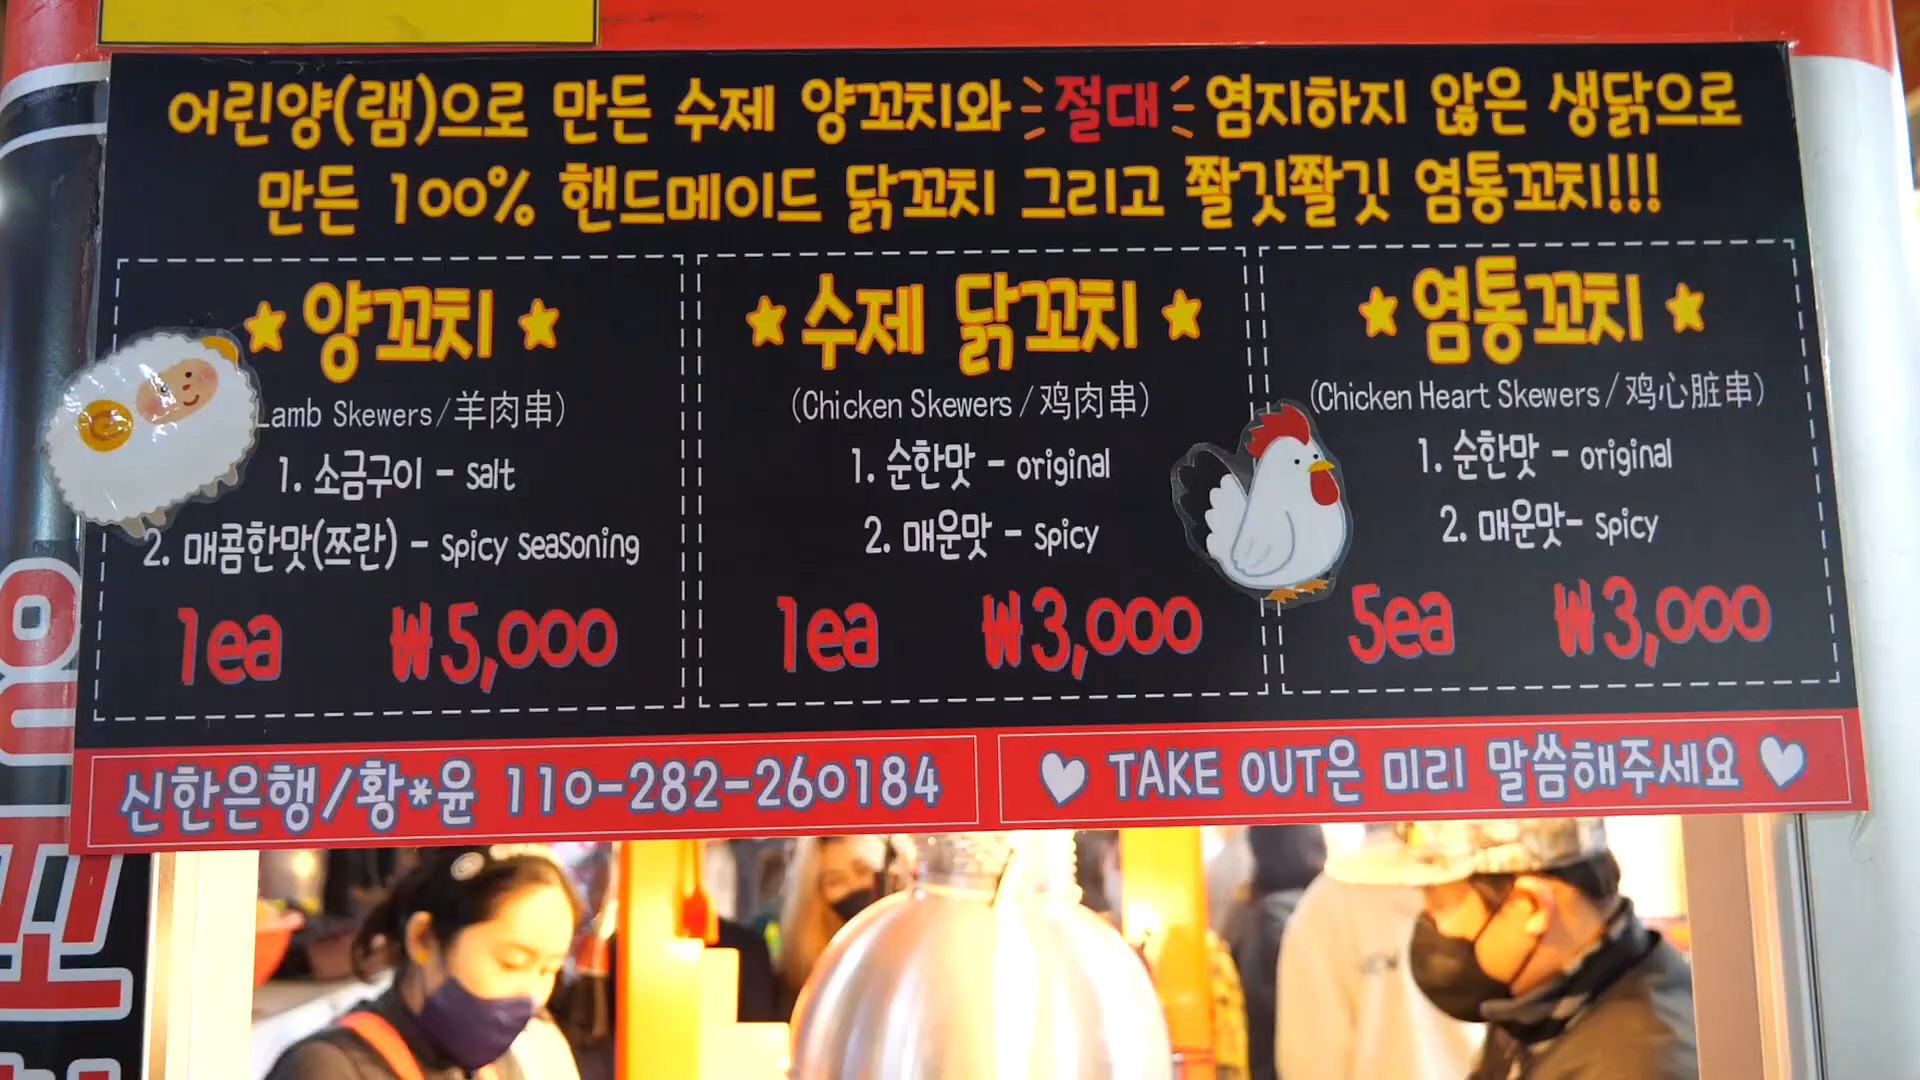 어린양(램)으로 만든 수제 양꼬치와 절대 염지하지 않은 생닭으로
만든 100% 핸드메이드 닭꼬치 그리고 쫠깃쫠깃 염통꼬치!!!
양꼬치
Lamb Skewers/羊肉串)
1. 소금구이 - salt
2. 매콤한맛(쯔란) - spicy seasoning
1ea ₩5,000
수제 닭꼬치
(Chicken Skewers/鸡肉串)
1. 순한맛 - original
2. 매운맛 - spicy
1ea ₩3,000
염통꼬치
(Chicken Heart Skewers/鸡心脏串)
1. 순한맛 - original
2. 매운맛- spicy
5ea ₩3,000
신한은행/황*윤 110-282-260184
TAKE OUT은 미리 말씀해주세요